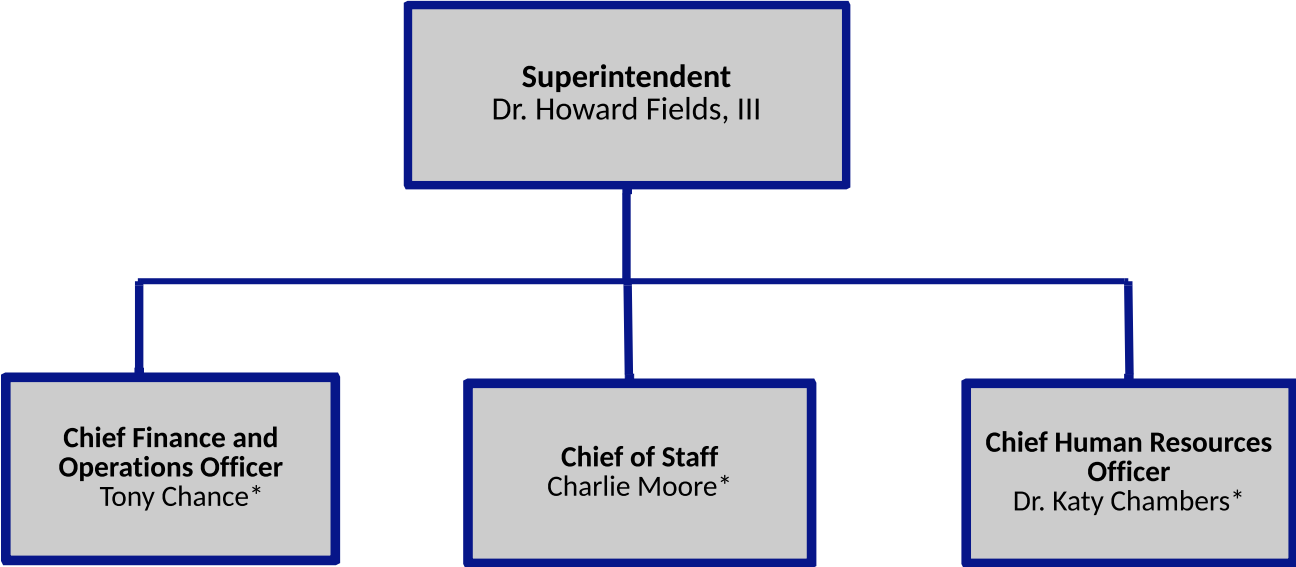 Superintendent
Dr. Howard Fields, III
Chief Finance and
Operations Officer
Tony Chance*
Chief of Staff
Charlie Moore*
Chief Human Resources
Officer
Dr. Katy Chambers*